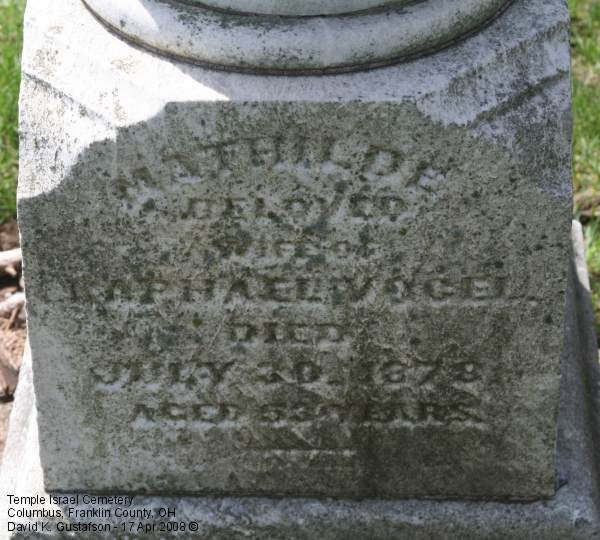 MATHILDE
BELOVED
WIFE OF
RAPHAEL VOGEL
DIED
JULY 30, 1878
AGED 53 YEARS
Temple Israel Cemetery
Columbus, Franklin County, OH
David K. Gustafson - 17 Apr 2008 ©